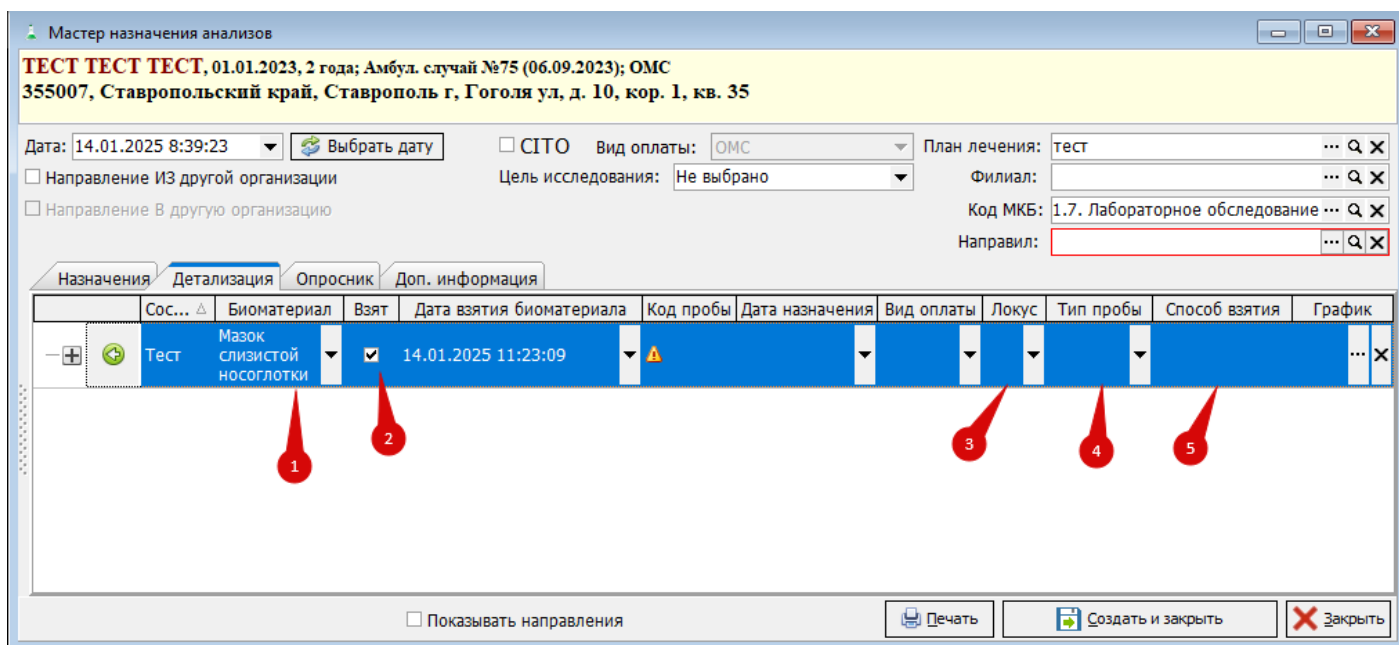 Мастер назначения анализов
ТЕСТ ТЕСТ ТЕСТ, 01.01.2023, 2 года; Амбул. случай №75 (06.09.2023); ОМС
355007, Ставропольский край, Ставрополь г, Гоголя ул, д. 10, кор. 1, кв. 35
Дата: 14.01.2025 8:39:23 Выбрать дату CITO Вид оплаты: ОМС План лечения: тест
Направление ИЗ другой организации Цель исследования: Не выбрано Филиал:
Направление В другую организацию Код МКБ: 1.7. Лабораторное обследование
Направил:
Назначения Детализация Опросник Доп. информация
Сос... Биоматериал Взят Дата взятия биоматериала Код пробы Дата назначения Вид оплаты Локус Тип пробы Способ взятия График
Тест Мазок слизистой носоглотки 14.01.2025 11:23:09
1 2 3 4 5
Показывать направления Печать Создать и закрыть Закрыть